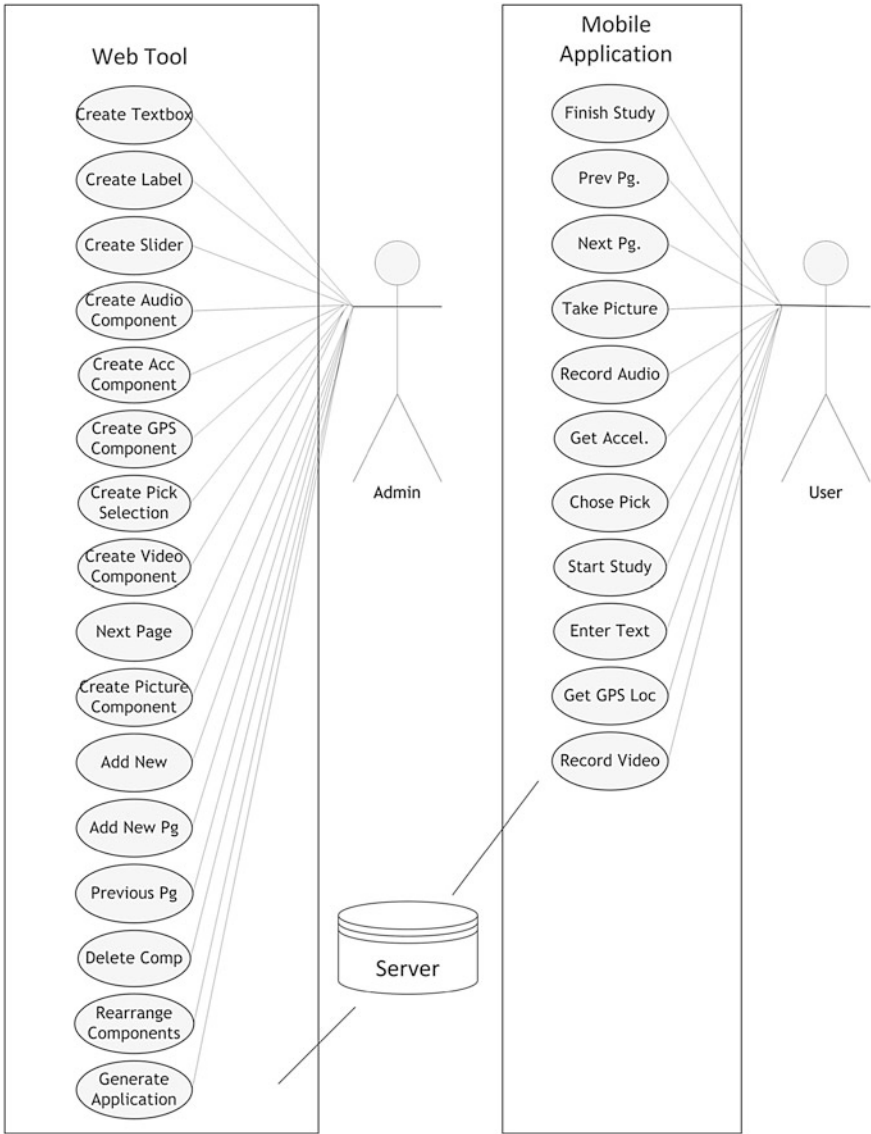 Web Tool
Create Textbox
Create Label
Create Slider
Create Audio
Component
Create Acc
Component
Create GPS
Component
Create Pick
Selection
Create Video
Component
Next Page
Create Picture
Component
Add New
Add New Pg
Previous Pg
Delete Comp
Rearrange
Components
Generate
Application
Admin
Server
Mobile
Application
Finish Study
Prev Pg.
Next Pg.
Take Picture
Record Audio
Get Accel.
Chose Pick
Start Study
Enter Text
Get GPS Loc
Record Video
User